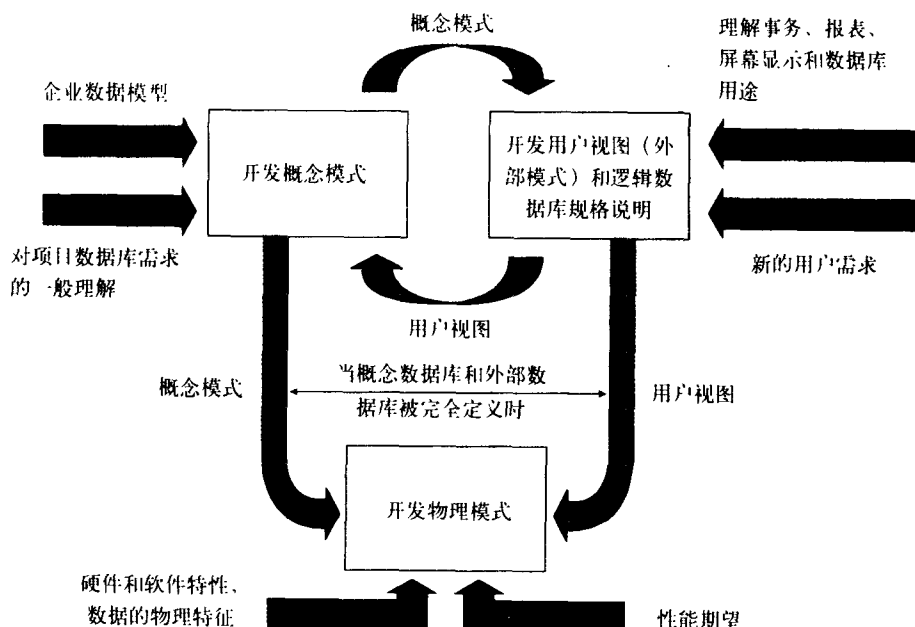 概念模式
理解事务、报表、
屏幕显示和数据库
用途
企业数据模型
开发概念模式
开发用户视图（外
部模式）和逻辑数
据库规格说明
对项目数据库需求
的一般理解
新的用户需求
用户视图
概念模式
当概念数据库和外部数
据库被完全定义时
用户视图
开发物理模式
硬件和软件特性、
数据的物理特征
性能期望